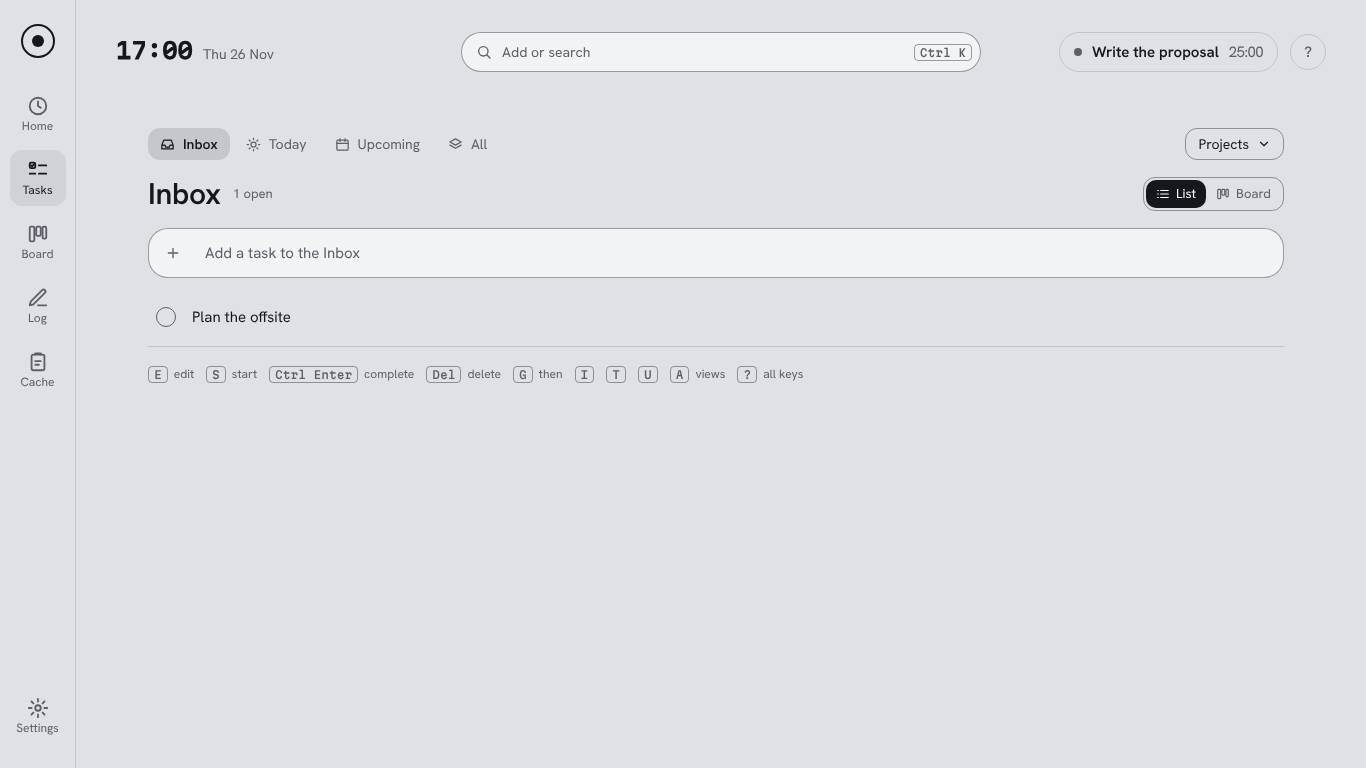 17:00 Thu 26 Nov
Add or search Ctrl K
Write the proposal 25:00 ?
Home
Tasks
Board
Log
Cache
Settings
Inbox Today Upcoming All Projects
Inbox 1 open List Board
Add a task to the Inbox
Plan the offsite
E edit S start Ctrl Enter complete Del delete G then I T U A views ? all keys